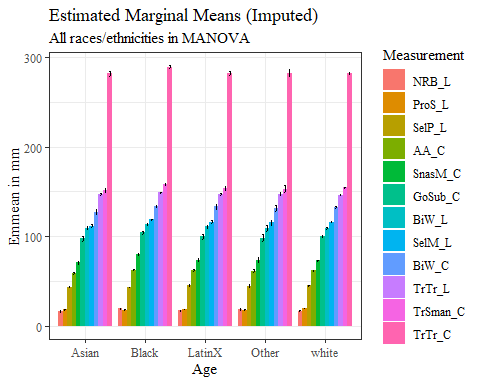 Estimated Marginal Means (Imputed)
All races/ethnicities in MANOVA
300
200
100
0
Emmean in mm
Asian
Black
LatinX
Other
white
Age
Measurement
NRB_L
ProS_L
SelP_L
AA_C
SnasM_C
GoSub_C
BiW_L
SelM_L
BiW_C
TrTr_L
TrSman_C
TrTr_C